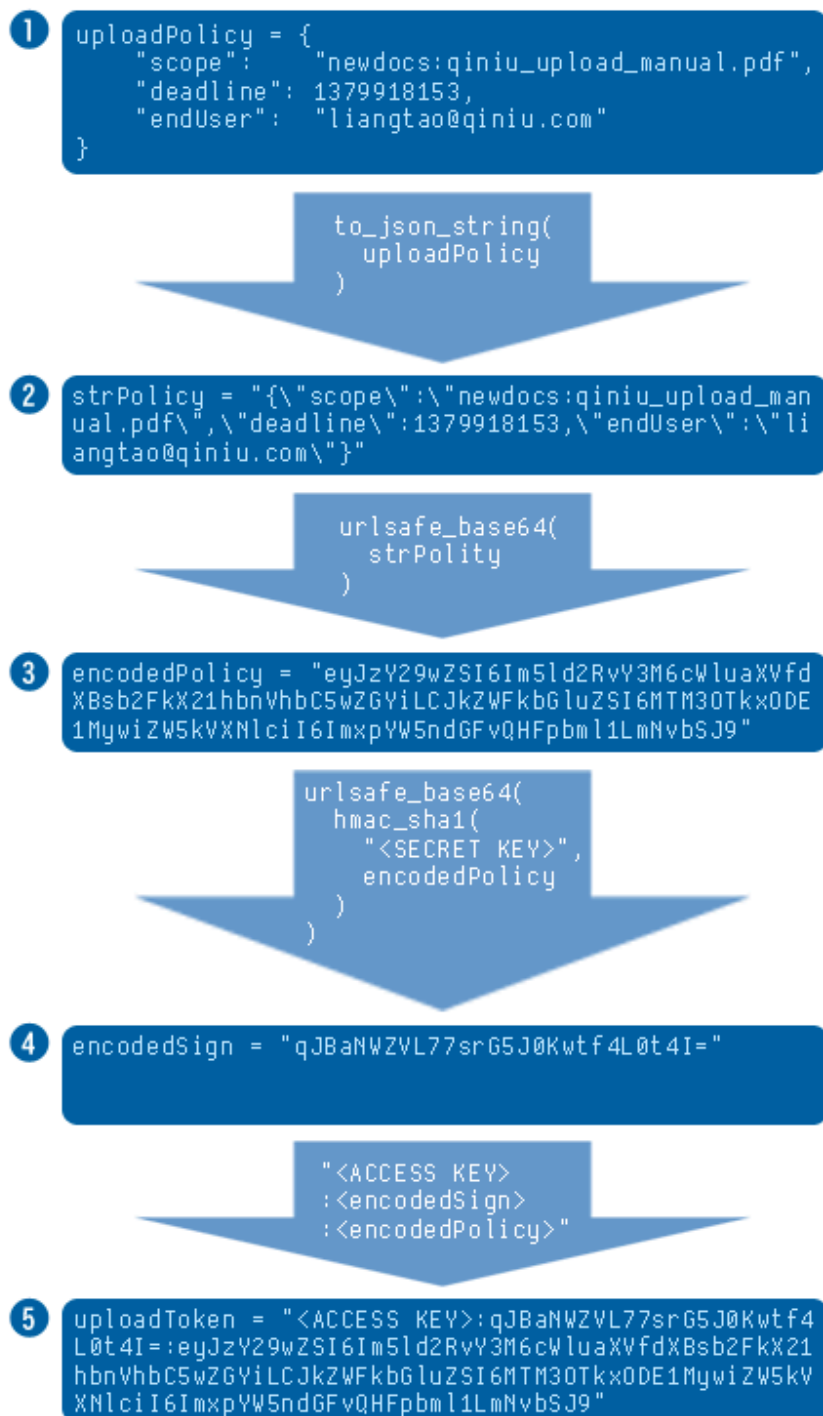 1
uploadPolicy = {
"scope": "newdocs:qiniu_upload_manual.pdf",
"deadline": 1379918153,
"endUser": "liangtao@qiniu.com"
}
to_json_string(
uploadPolicy
)
2
strPolicy = "{\"scope\":\"newdocs:qiniu_upload_man
ual.pdf\",\"deadline\":1379918153,\"endUser\":\"li
angtao@qiniu.com\"}"
urlsafe_base64(
strPolity
)
3
encodedPolicy = "eyJzY29wZSI6Im5ld2RvY3M6cWluaXVfd
XBsb2FkX21hbnVhbC5wZGYiLCJkZWFkbGluZSI6MTM3OTkxODE
1MywiZW5kVXNlciI6ImxpYW5ndGFvQHFpbml1LmNvbSJ9"
urlsafe_base64(
hmac_sha1(
"<SECRET KEY>",
encodedPolicy
)
)
4
encodedSign = "qJBaNWZVL77srG5J0Kwtf4L0t4I="
"<ACCESS KEY>
:<encodedSign>
:<encodedPolicy>"
5
uploadToken = "<ACCESS KEY>:qJBaNWZVL77srG5J0Kwtf4
L0t4I=:eyJzY29wZSI6Im5ld2RvY3M6cWluaXVfdXBsb2FkX21
hbnVhbC5wZGYiLCJkZWFkbGluZSI6MTM3OTkxODE1MywiZW5kV
XNlciI6ImxpYW5ndGFvQHFpbml1LmNvbSJ9"